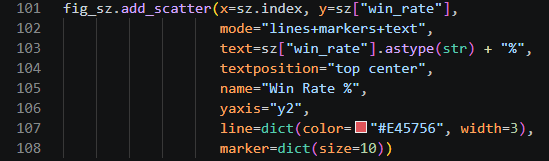 101 fig_sz.add_scatter(x=sz.index, y=sz["win_rate"],
102 mode="lines+markers+text",
103 text=sz["win_rate"].astype(str) + "%",
104 textposition="top center",
105 name="Win Rate %",
106 yaxis="y2",
107 line=dict(color="#E45756", width=3),
108 marker=dict(size=10))